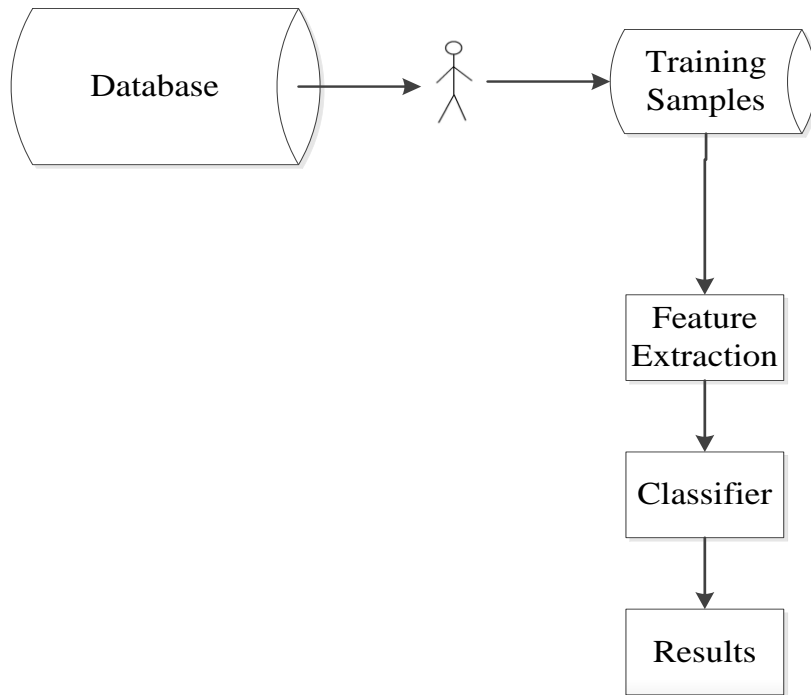 Database
Training
Samples
Feature
Extraction
Classifier
Results